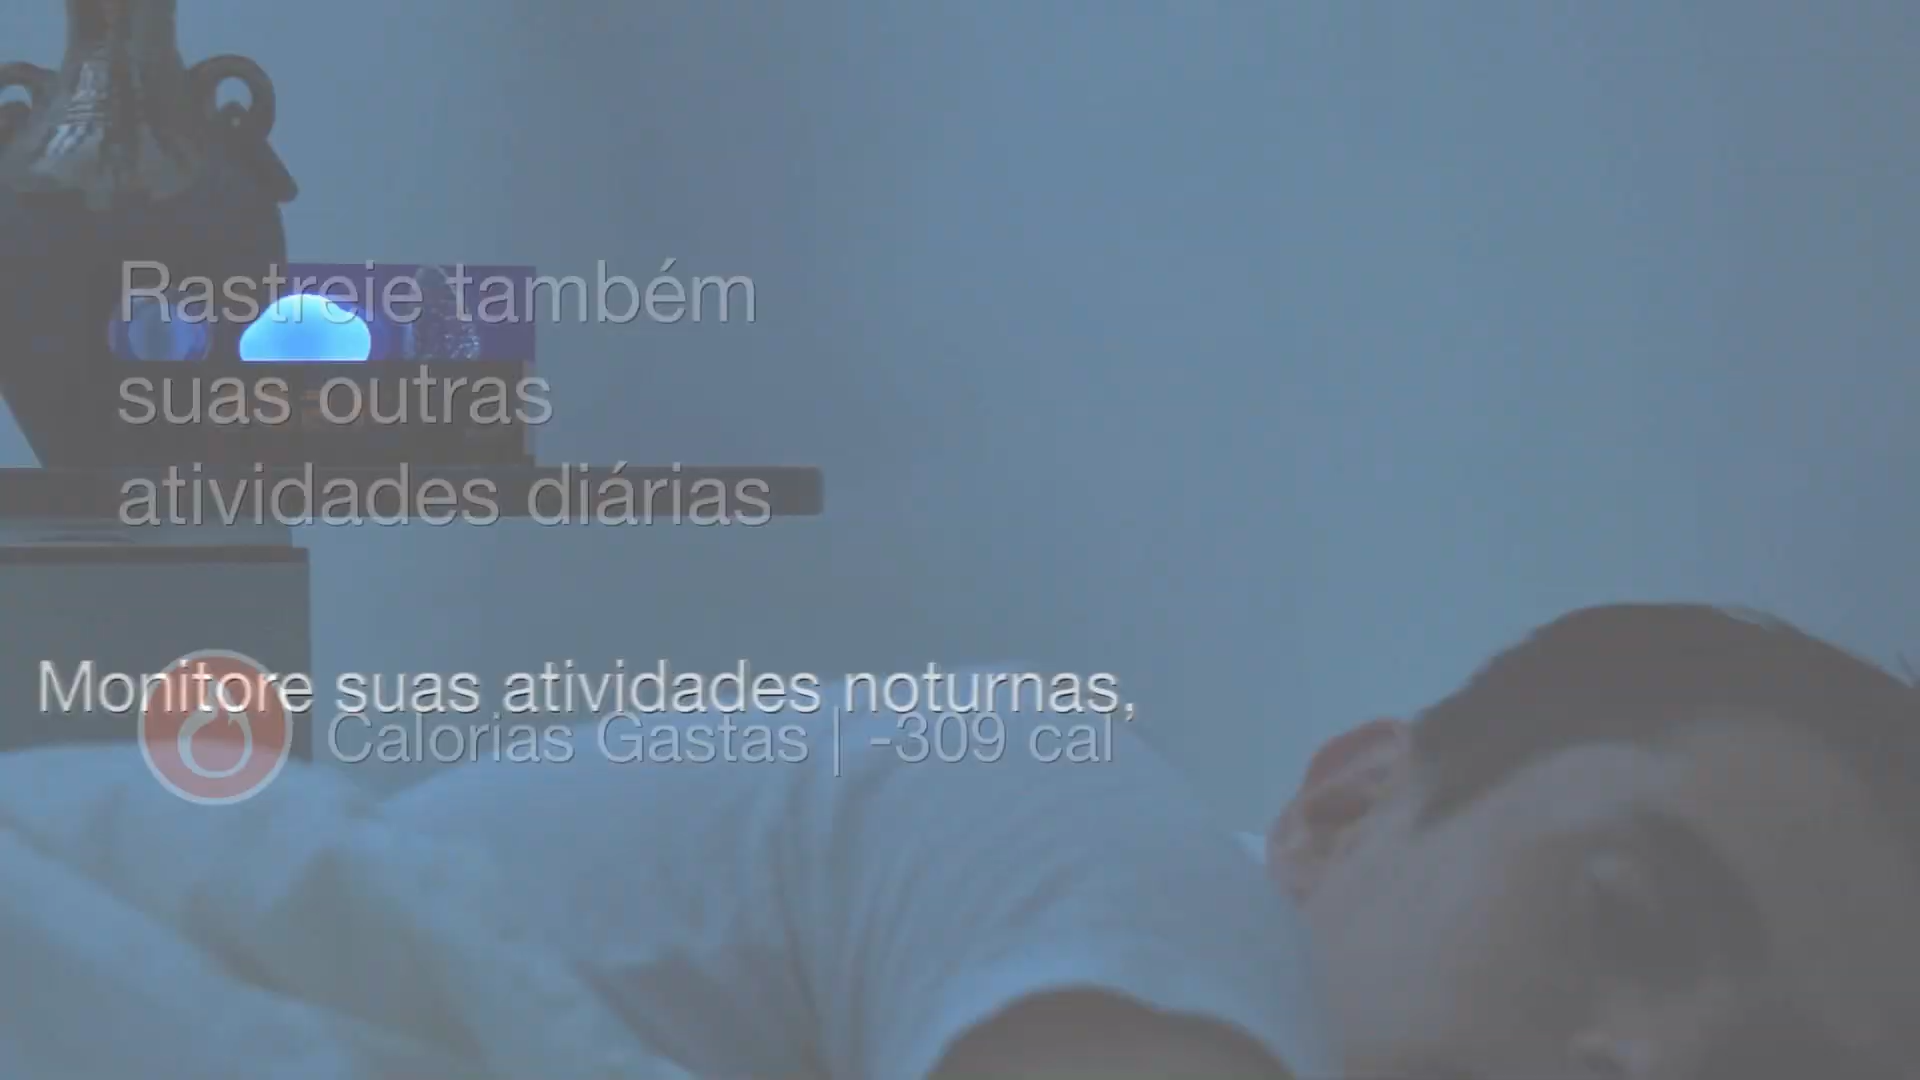 Rastreie também
suas outras
atividades diárias
Monitore suas atividades noturnas,
Calorias Gastas | -309 cal